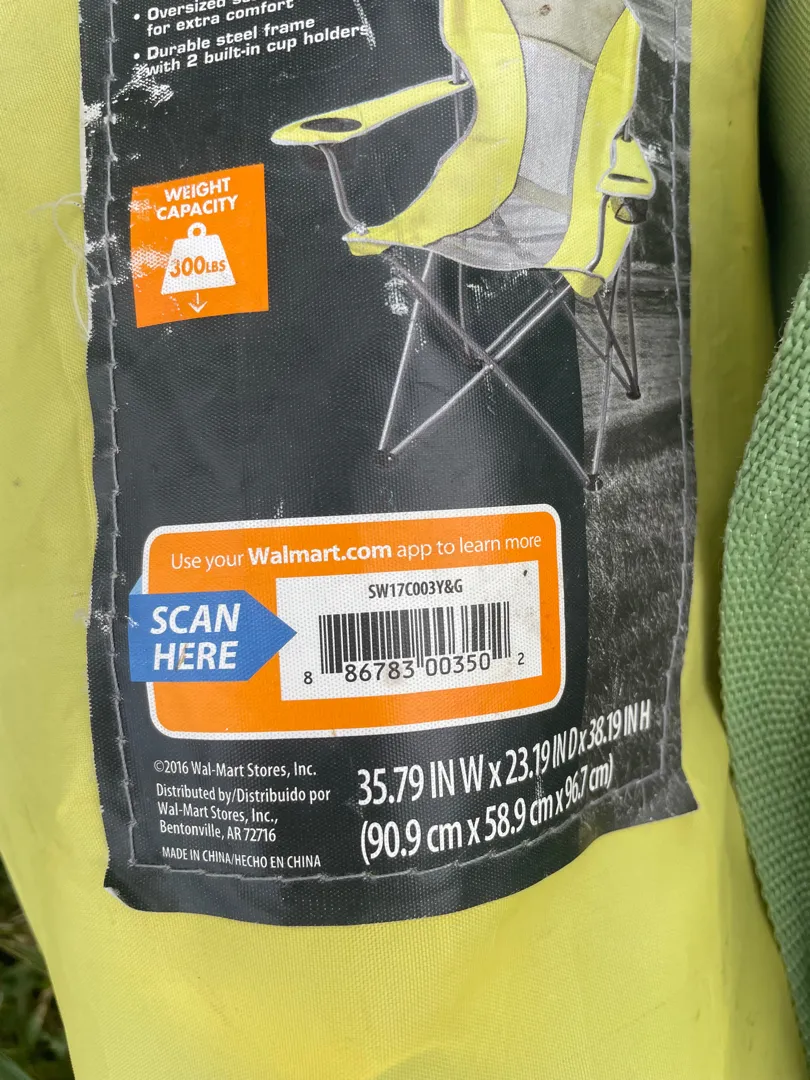 • Oversized
for extra comfort
• Durable steel frame
with 2 built-in cup holders
WEIGHT
CAPACITY
300LBS
Use your Walmart.com app to learn more
SCAN
HERE
SW17C003Y&G
8 86783 00350 2
©2016 Wal-Mart Stores, Inc.
Distributed by/Distribuido por
Wal-Mart Stores, Inc.,
Bentonville, AR 72716
MADE IN CHINA/HECHO EN CHINA
35.79 IN W x 23.19 IN D x 38.19 IN H
(90.9 cm x 58.9 cm x 96.7 cm)